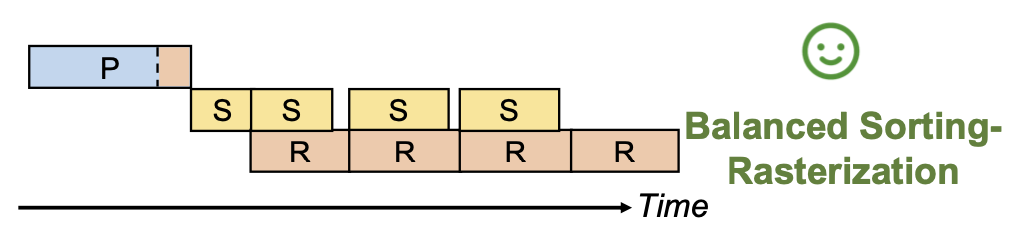 P
S S S S
R R R R
Balanced Sorting-
Rasterization
Time